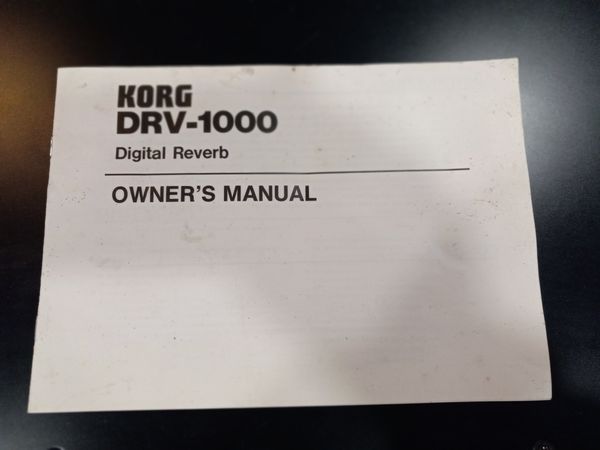 KORG
DRV-1000
Digital Reverb
OWNER'S MANUAL